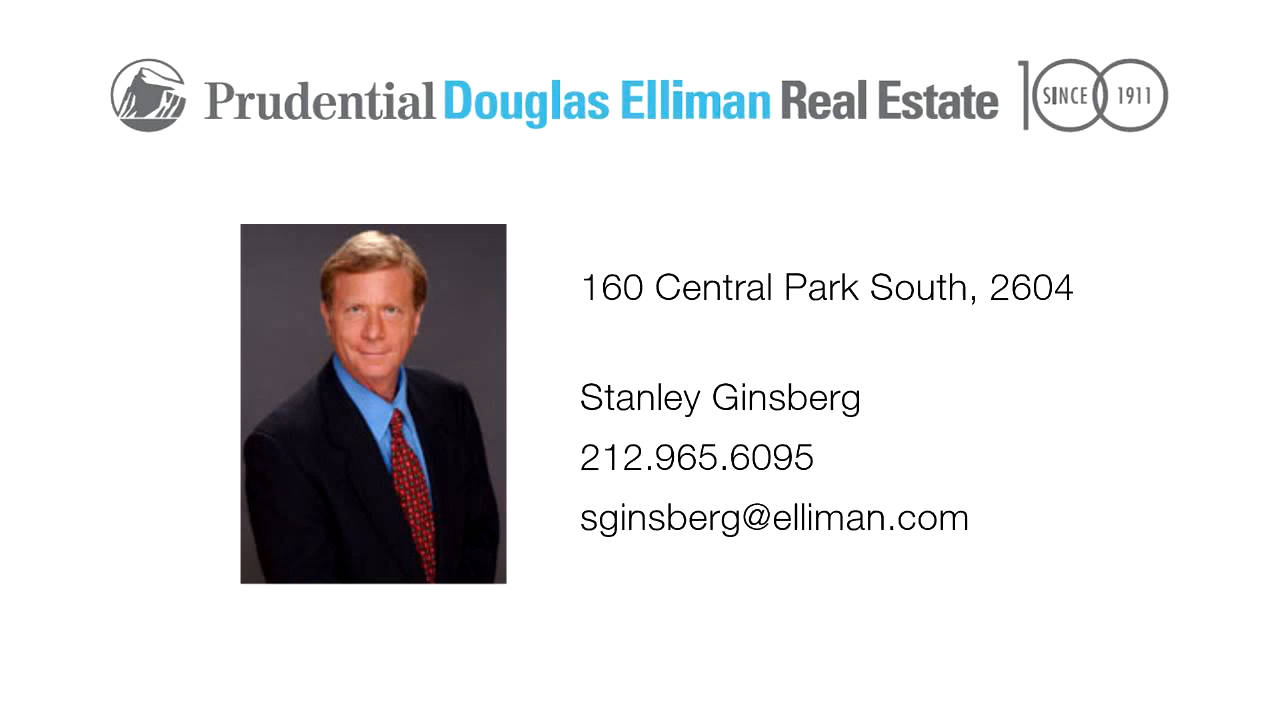 Prudential Douglas Elliman Real Estate 100 SINCE 1911
160 Central Park South, 2604
Stanley Ginsberg
212.965.6095
sginsberg@elliman.com